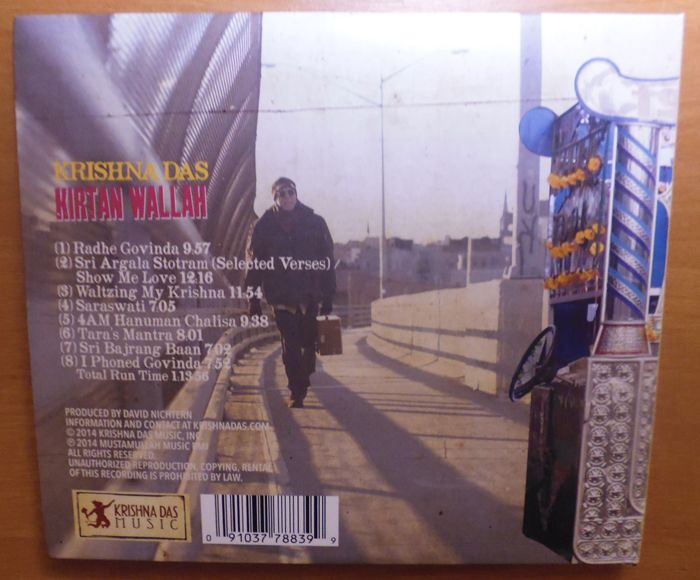 KRISHNA DAS
KIRTAN WALLAH
(1) Radhe Govinda 9.57
(2) Sri Argala Stotram (Selected Verses) /
Show Me Love 12.16
(3) Waltzing My Krishna 11.54
(4) Saraswati 7.05
(5) 4AM Hanuman Chalisa 9.38
(6) Tara's Mantra 8.01
(7) Sri Bajrang Baan 7.02
(8) I Phoned Govinda 7.52
Total Run Time 1.13.56
PRODUCED BY DAVID NICHTERN
INFORMATION AND CONTACT AT KRISHNADAS.COM
© 2014 KRISHNA DAS MUSIC, INC
℗ 2014 MUSTAMULLAH MUSIC BMI
ALL RIGHTS RESERVED.
UNAUTHORIZED REPRODUCTION, COPYING, RENTAL
OF THIS RECORDING IS PROHIBITED BY LAW.
KRISHNA DAS
MUSIC
0 91037 78839 9